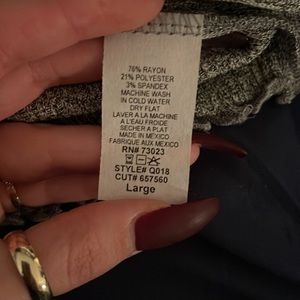 76% RAYON
21% POLYESTER
3% SPANDEX
MACHINE WASH
IN COLD WATER
DRY FLAT
LAVER A LA MACHINE
A L'EAU FROIDE
SECHER A PLAT
MADE IN MEXICO
FABRIQUE AUX MEXICO
RN# 73023
STYLE# Q018
CUT# 657560
Large